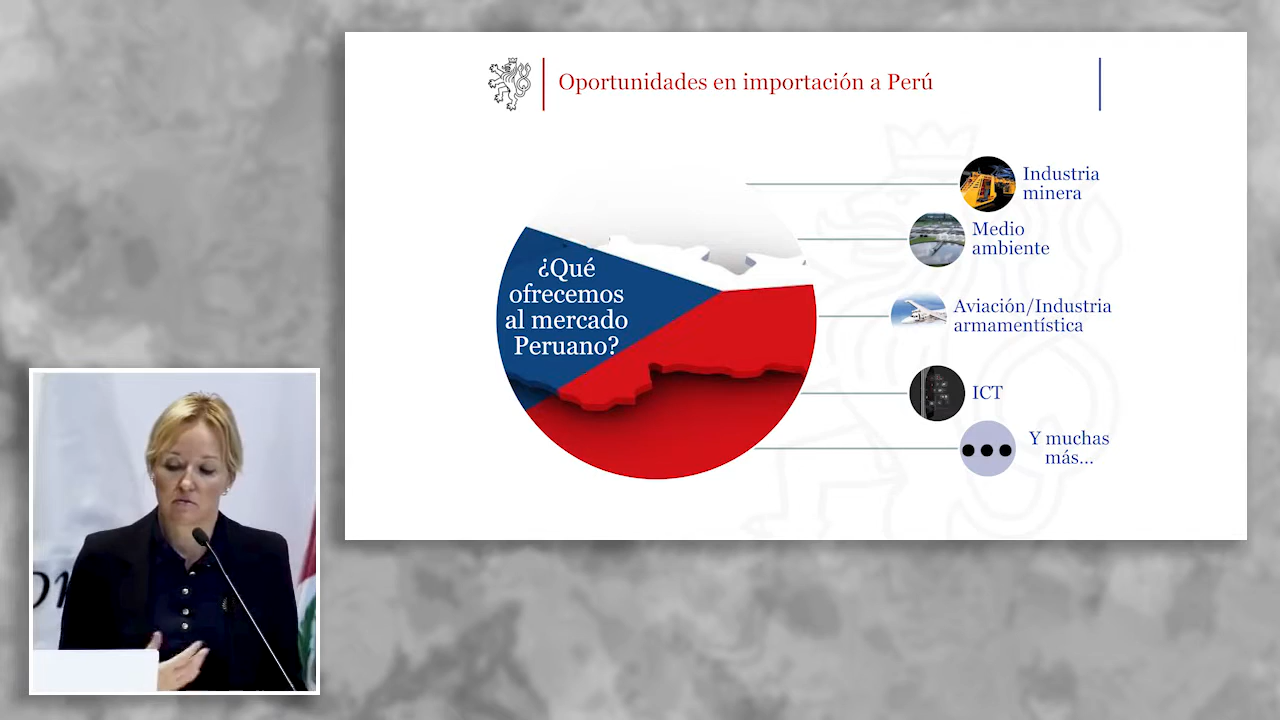 Oportunidades en importación a Perú
¿Qué
ofrecemos
al mercado
Peruano?
Industria
minera
Medio
ambiente
Aviación/Industria
armamentística
ICT
Y muchas
más...